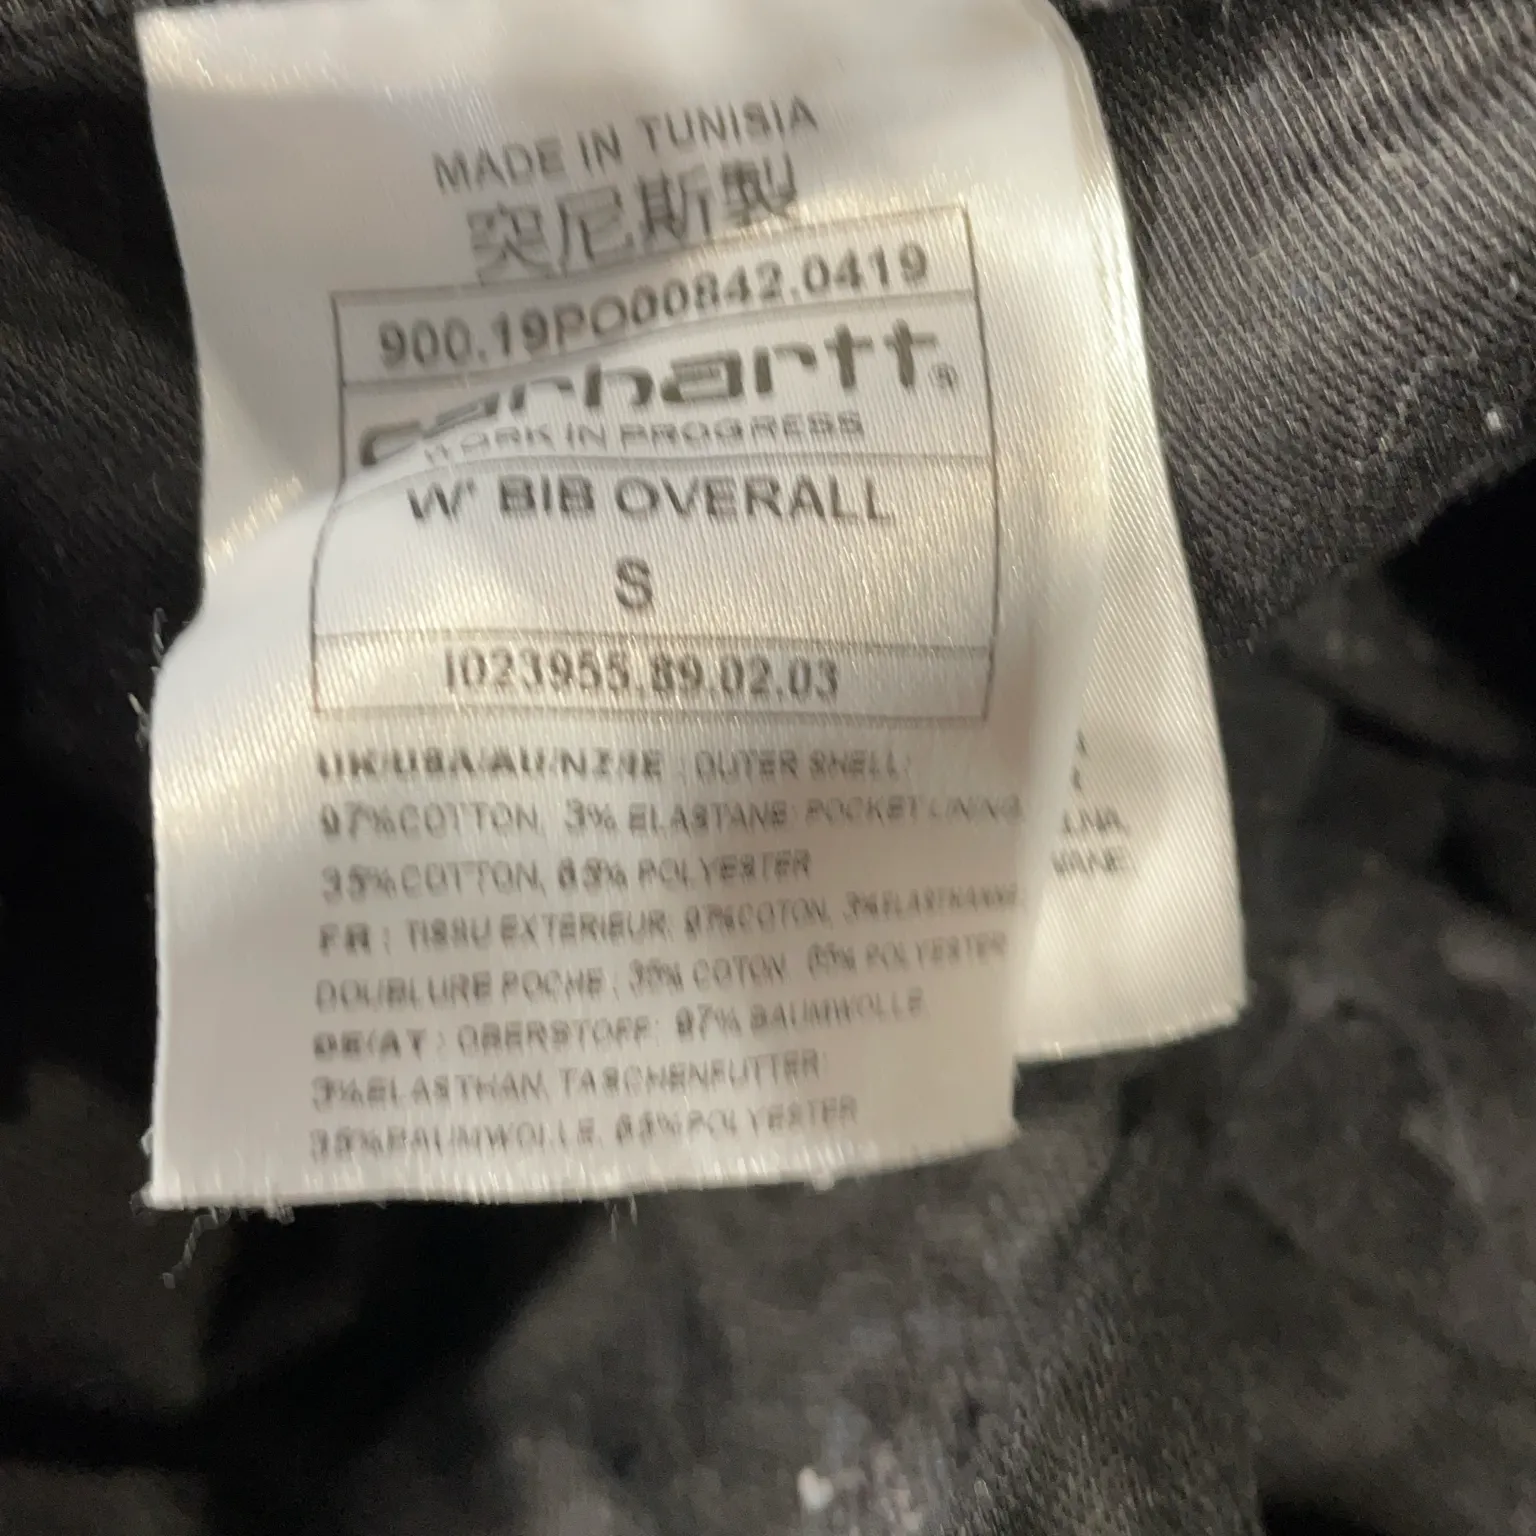 MADE IN TUNISIA
突尼斯製
900.19PO00842.0419
carhartt®
WORK IN PROGRESS
W' BIB OVERALL
S
I023955.89.02.03
UK/USA/AU/NZ/IE : OUTER SHELL:
97%COTTON, 3% ELASTANE; POCKET LINING:
35%COTTON, 65% POLYESTER
FR : TISSU EXTERIEUR: 97%COTON, 3%ELASTHANNE;
DOUBLURE POCHE : 35% COTON, 65% POLYESTER
DE(AT) : OBERSTOFF: 97% BAUMWOLLE,
3%ELASTHAN, TASCHENFUTTER:
35%BAUMWOLLE, 65%POLYESTER